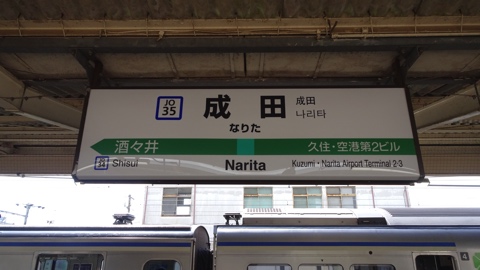 JO
35
成田
成田
나리타
なりた
酒々井
久住・空港第2ビル
JO
34
Shisui
Narita
Kuzumi・Narita Airport Terminal 2·3
4